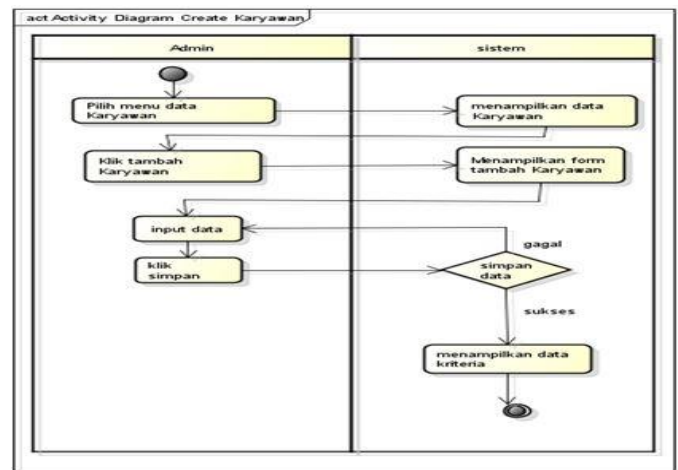 act Activity Diagram Create Karyawan
Admin
sistem
Pilih menu data
Karyawan
menampilkan data
Karyawan
Klik tambah
Karyawan
Menampilkan form
tambah Karyawan
input data
gagal
klik
simpan
simpan
data
sukses
menampilkan data
kriteria